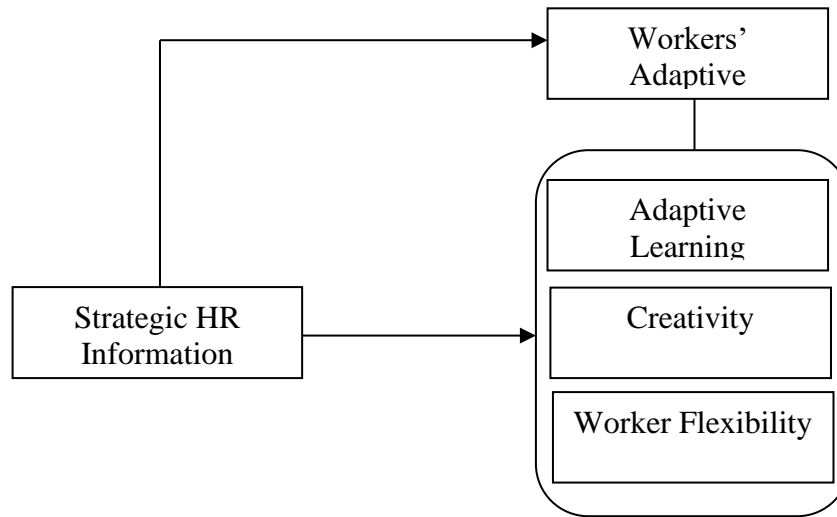 Workers’
Adaptive
Adaptive
Learning
Strategic HR
Information
Creativity
Worker Flexibility